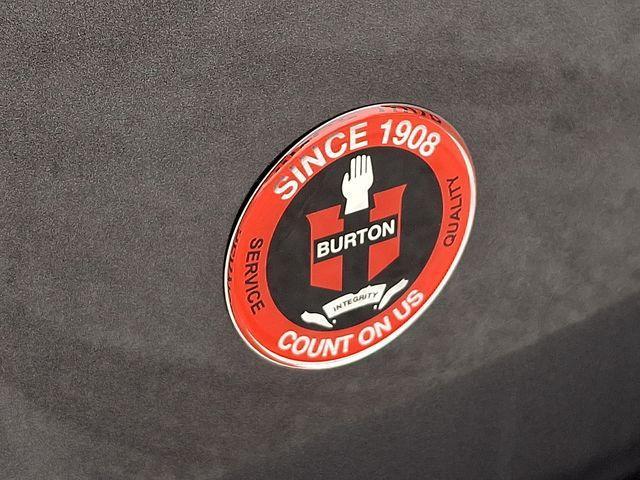 SINCE 1908
QUALITY
BURTON
SERVICE
INTEGRITY
COUNT ON US